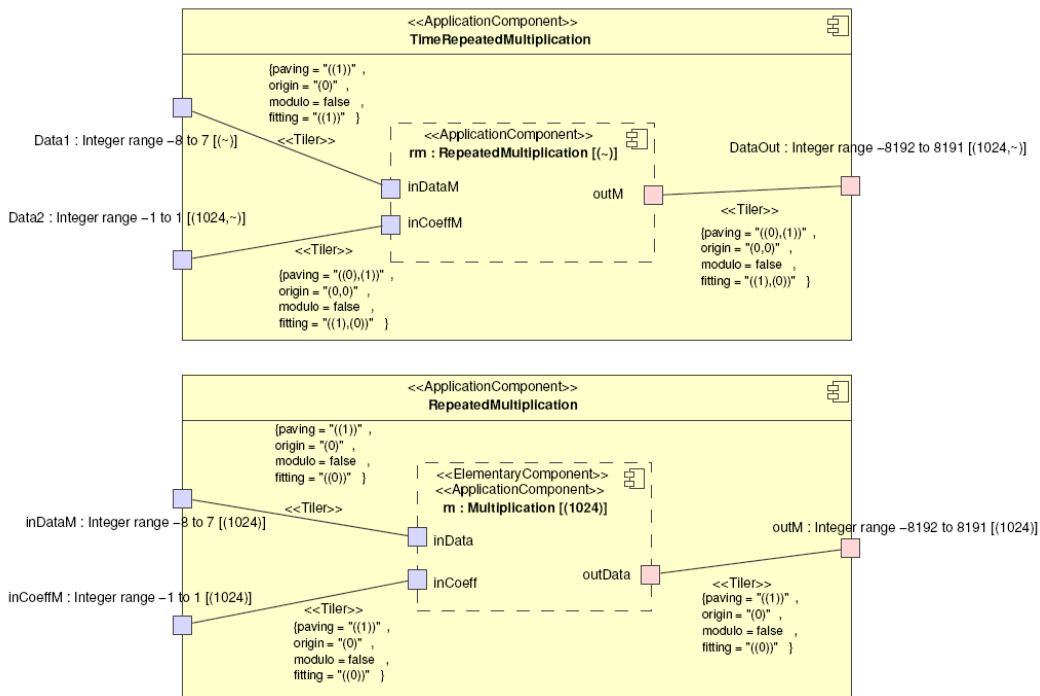 <<ApplicationComponent>>
TimeRepeatedMultiplication
{paving = "((1))" ,
origin = "(0)" ,
modulo = false ,
fitting = "((1))" }
Data1 : Integer range −8 to 7 [(~)]
<<Tiler>>
<<ApplicationComponent>>
rm : RepeatedMultiplication [(~)]
DataOut : Integer range −8192 to 8191 [(1024,~)]
inDataM
outM
Data2 : Integer range −1 to 1 [(1024,~)]
inCoeffM
<<Tiler>>
{paving = "((0),(1))" ,
origin = "(0,0)" ,
modulo = false ,
fitting = "((1),(0))" }
<<Tiler>>
{paving = "((0),(1))" ,
origin = "(0,0)" ,
modulo = false ,
fitting = "((1),(0))" }
<<ApplicationComponent>>
RepeatedMultiplication
{paving = "((1))" ,
origin = "(0)" ,
modulo = false ,
fitting = "((0))" }
<<Tiler>>
inDataM : Integer range −8 to 7 [(1024)]
<<ElementaryComponent>>
<<ApplicationComponent>>
m : Multiplication [(1024)]
outM : Integer range −8192 to 8191 [(1024)]
inData
outData
inCoeff
inCoeffM : Integer range −1 to 1 [(1024)]
<<Tiler>>
{paving = "((1))" ,
origin = "(0)" ,
modulo = false ,
fitting = "((0))" }
<<Tiler>>
{paving = "((1))" ,
origin = "(0)" ,
modulo = false ,
fitting = "((0))" }